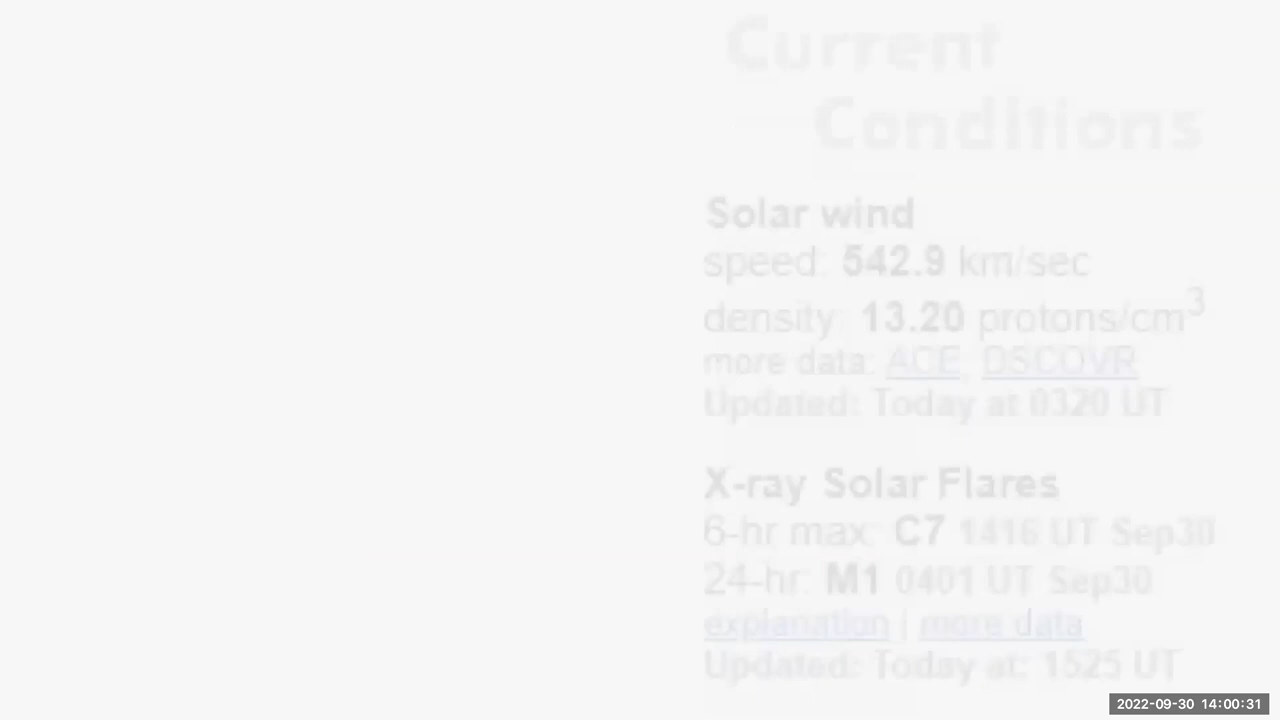 Current
Conditions
Solar wind
speed: 542.9 km/sec
density: 13.20 protons/cm3
more data: ACE, DSCOVR
Updated: Today at 0320 UT
X-ray Solar Flares
6-hr max: C7 1416 UT Sep30
24-hr: M1 0401 UT Sep30
explanation | more data
Updated: Today at: 1525 UT
2022-09-30 14:00:31